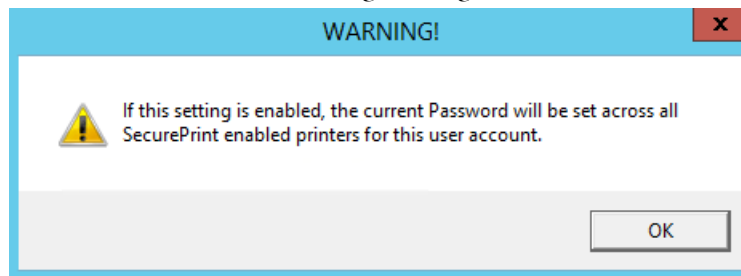 WARNING!
x
If this setting is enabled, the current Password will be set across all
SecurePrint enabled printers for this user account.
OK